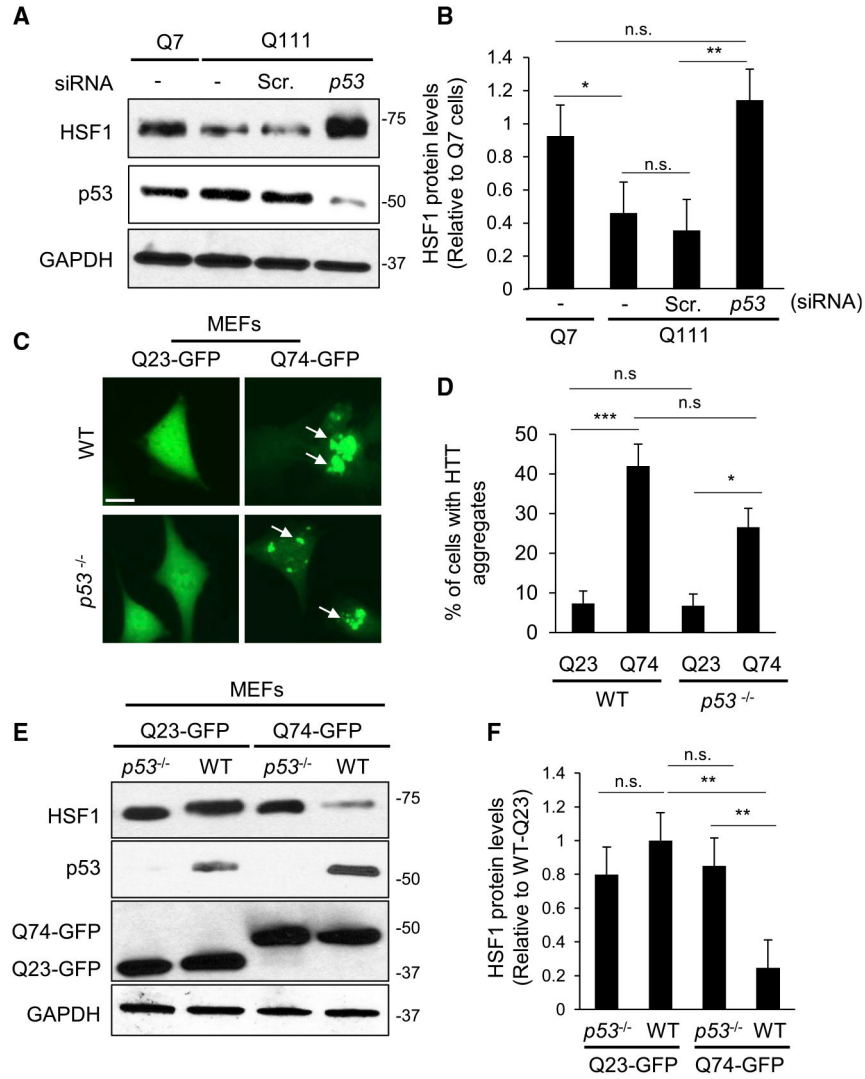 A
Q7 Q111
siRNA - - Scr. p53
HSF1 -75
p53 -50
GAPDH -37
B
HSF1 protein levels
(Relative to Q7 cells)
1.4
1.2
1
0.8
0.6
0.4
0.2
0
*
n.s.
n.s.
**
- - Scr. p53 (siRNA)
Q7 Q111
C
MEFs
Q23-GFP Q74-GFP
WT
p53 -/-
D
% of cells with HTT
aggregates
50
40
30
20
10
0
n.s
*** n.s
*
Q23 Q74 Q23 Q74
WT p53 -/-
E
MEFs
Q23-GFP Q74-GFP
p53-/- WT p53-/- WT
HSF1 -75
p53 -50
Q74-GFP -50
Q23-GFP -37
GAPDH -37
F
HSF1 protein levels
(Relative to WT-Q23)
1.4
1.2
1
0.8
0.6
0.4
0.2
0
n.s.
n.s.
**
**
p53-/- WT p53-/- WT
Q23-GFP Q74-GFP